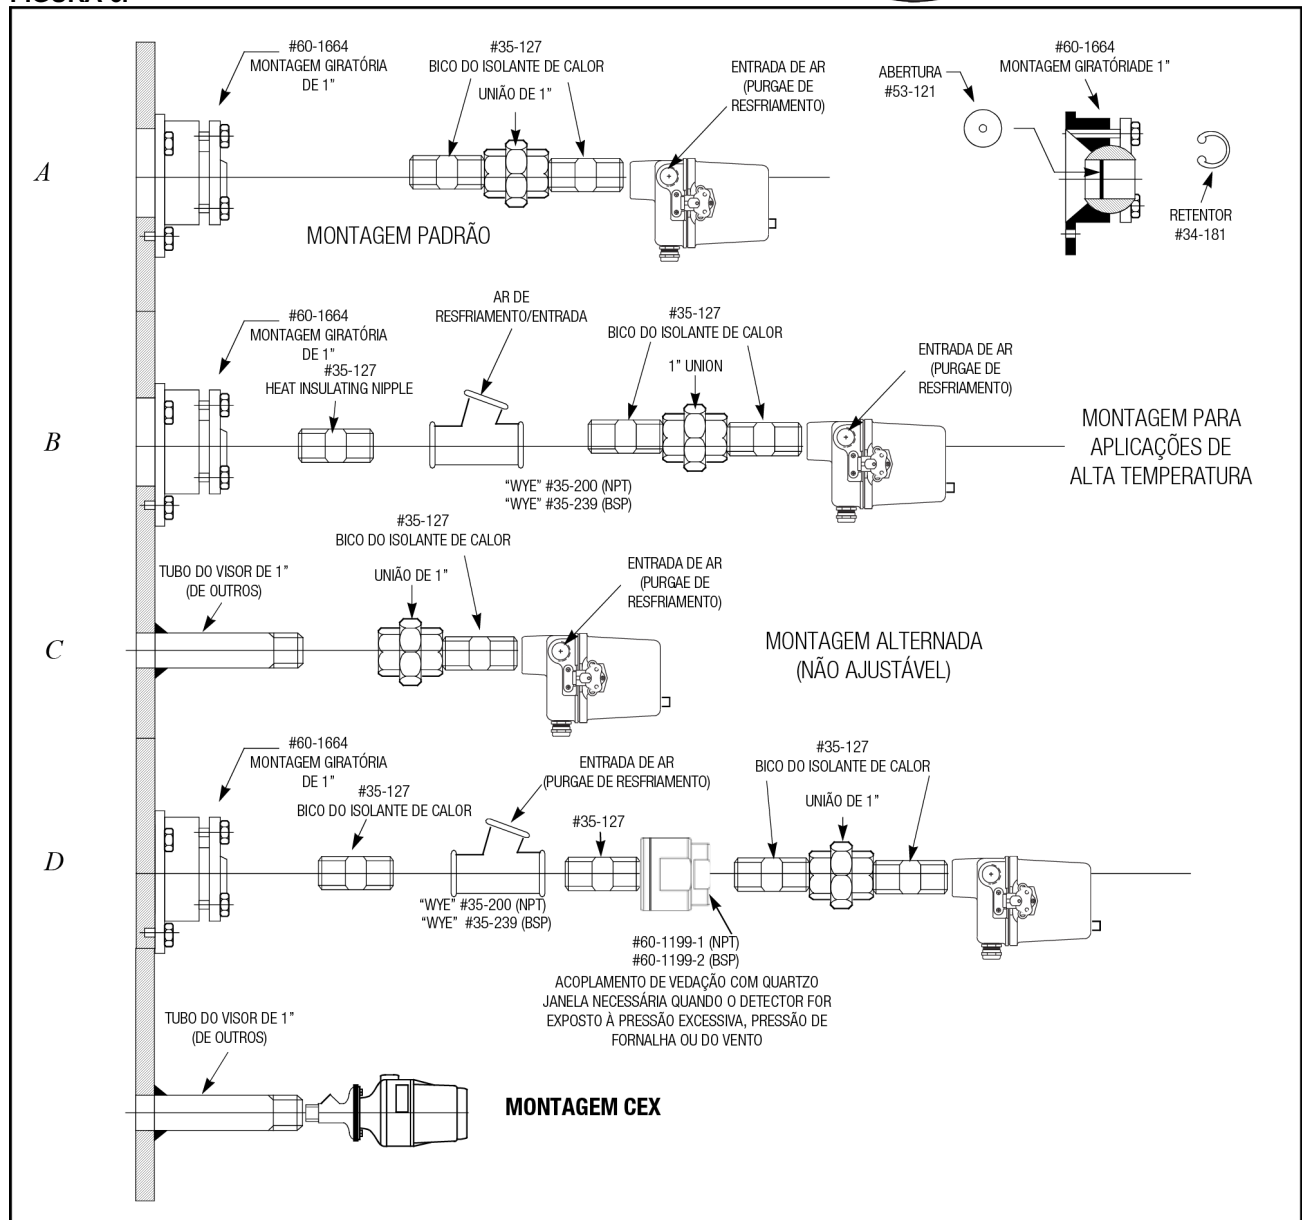 #60-1664
MONTAGEM GIRATÓRIA
DE 1"
#35-127
BICO DO ISOLANTE DE CALOR
UNIÃO DE 1"
ENTRADA DE AR
(PURGAE DE
RESFRIAMENTO)
ABERTURA
#53-121
#60-1664
MONTAGEM GIRATÓRIADE 1"
RETENTOR
#34-181
A
MONTAGEM PADRÃO
#60-1664
MONTAGEM GIRATÓRIA
DE 1"
#35-127
HEAT INSULATING NIPPLE
AR DE
RESFRIAMENTO/ENTRADA
"WYE" #35-200 (NPT)
"WYE" #35-239 (BSP)
#35-127
BICO DO ISOLANTE DE CALOR
1" UNION
ENTRADA DE AR
(PURGAE DE
RESFRIAMENTO)
B
MONTAGEM PARA
APLICAÇÕES DE
ALTA TEMPERATURA
TUBO DO VISOR DE 1"
(DE OUTROS)
#35-127
BICO DO ISOLANTE DE CALOR
UNIÃO DE 1"
ENTRADA DE AR
(PURGAE DE
RESFRIAMENTO)
C
MONTAGEM ALTERNADA
(NÃO AJUSTÁVEL)
#60-1664
MONTAGEM GIRATÓRIA
DE 1"
#35-127
BICO DO ISOLANTE DE CALOR
ENTRADA DE AR
(PURGAE DE RESFRIAMENTO)
"WYE" #35-200 (NPT)
"WYE" #35-239 (BSP)
#35-127
#60-1199-1 (NPT)
#60-1199-2 (BSP)
ACOPLAMENTO DE VEDAÇÃO COM QUARTZO
JANELA NECESSÁRIA QUANDO O DETECTOR FOR
EXPOSTO À PRESSÃO EXCESSIVA, PRESSÃO DE
FORNALHA OU DO VENTO
#35-127
BICO DO ISOLANTE DE CALOR
UNIÃO DE 1"
D
TUBO DO VISOR DE 1"
(DE OUTROS)
MONTAGEM CEX